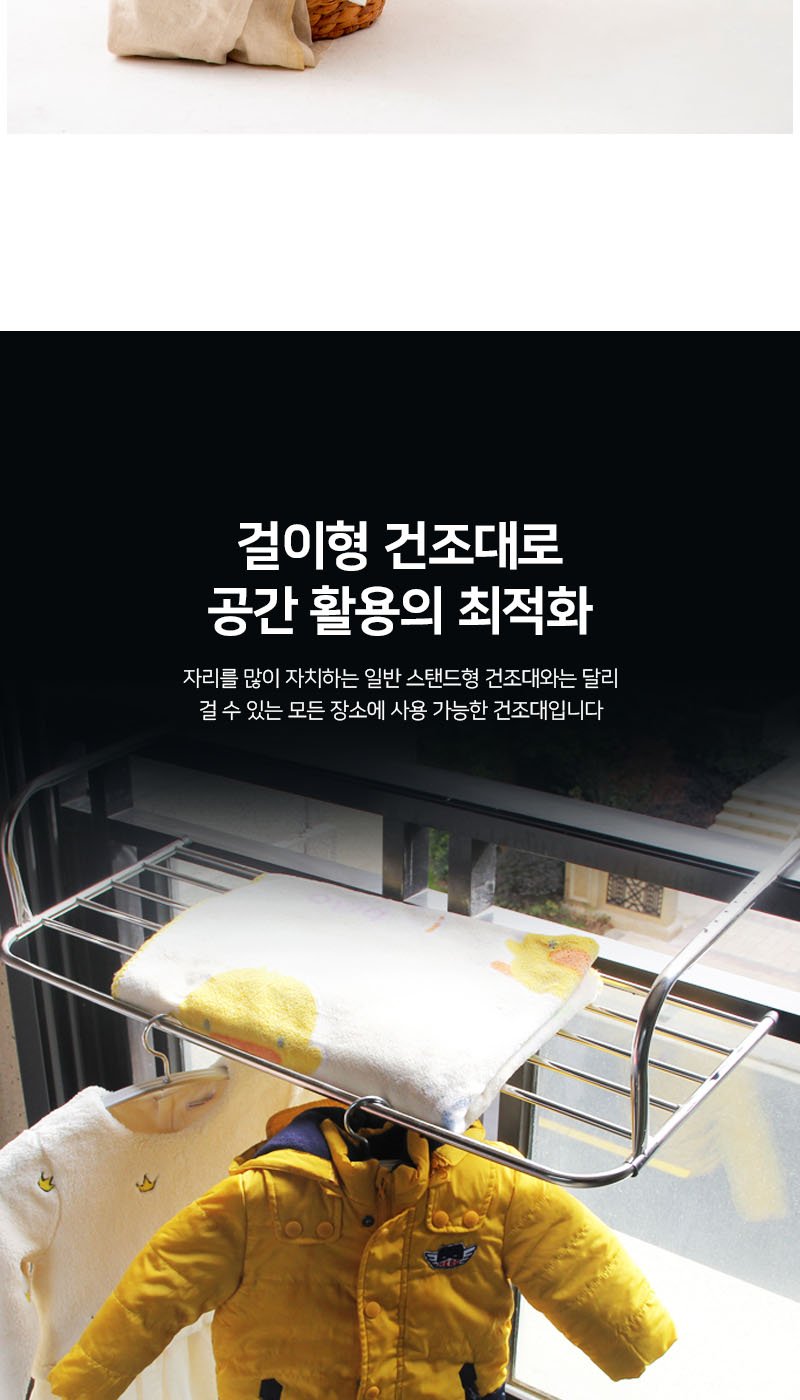 걸이형 건조대로
공간 활용의 최적화
자리를 많이 자치하는 일반 스탠드형 건조대와는 달리
걸 수 있는 모든 장소에 사용 가능한 건조대입니다